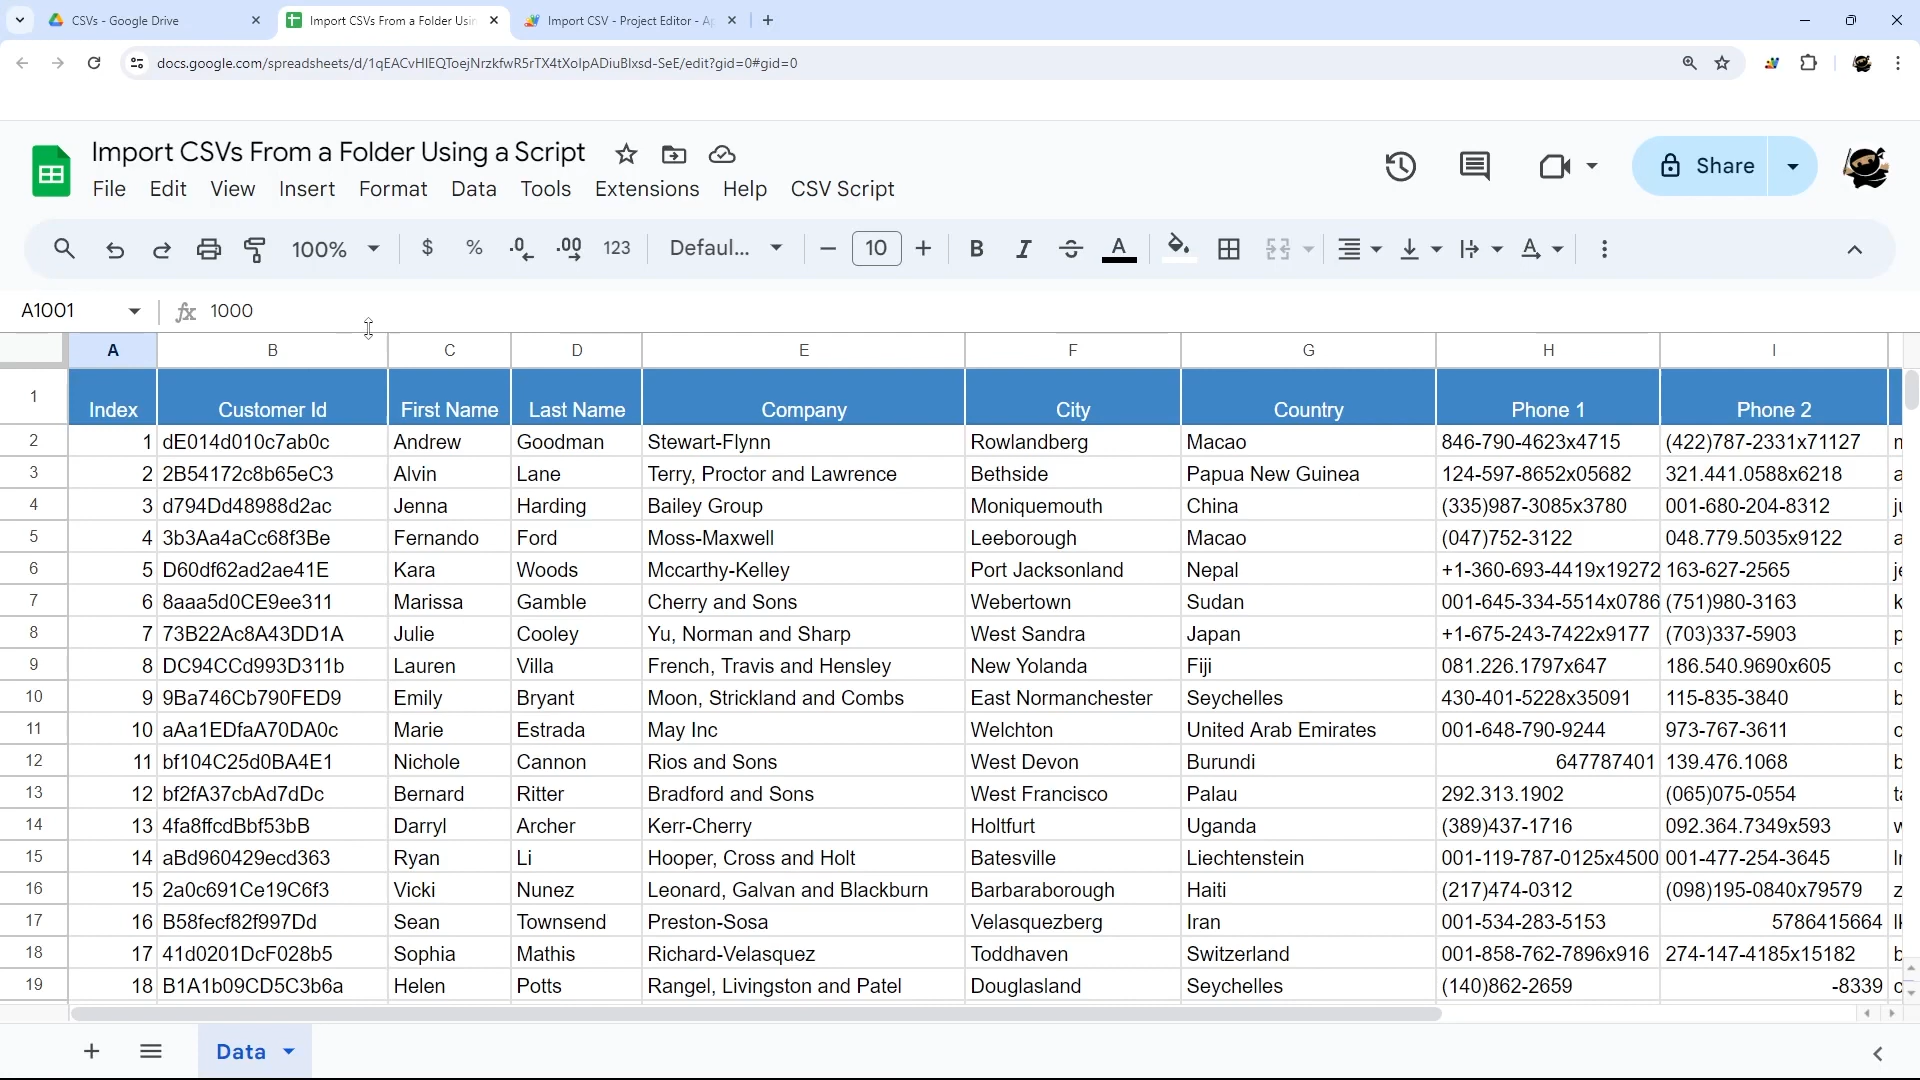 CSVs - Google Drive
Import CSVs From a Folder Usin
Import CSV - Project Editor - Ap
docs.google.com/spreadsheets/d/1qEACvHIEQToejNrzkfwR5rTX4tXolpADiuBlxsd-SeE/edit?gid=0#gid=0
Import CSVs From a Folder Using a Script
File Edit View Insert Format Data Tools Extensions Help CSV Script
Share
100% $ % .0 .00 123 Defaul... 10 B I S A
A1001 fx 1000
A B C D E F G H I
1 Index Customer Id First Name Last Name Company City Country Phone 1 Phone 2
2 1 dE014d010c7ab0c Andrew Goodman Stewart-Flynn Rowlandberg Macao 846-790-4623x4715 (422)787-2331x71127
3 2 2B54172c8b65eC3 Alvin Lane Terry, Proctor and Lawrence Bethside Papua New Guinea 124-597-8652x05682 321.441.0588x6218 a
4 3 d794Dd48988d2ac Jenna Harding Bailey Group Moniquemouth China (335)987-3085x3780 001-680-204-8312 ju
5 4 3b3Aa4aCc68f3Be Fernando Ford Moss-Maxwell Leeborough Macao (047)752-3122 048.779.5035x9122 a
6 5 D60df62ad2ae41E Kara Woods Mccarthy-Kelley Port Jacksonland Nepal +1-360-693-4419x19272 163-627-2565 je
7 6 8aaa5d0CE9ee311 Marissa Gamble Cherry and Sons Webertown Sudan 001-645-334-5514x0786 (751)980-3163 k
8 7 73B22Ac8A43DD1A Julie Cooley Yu, Norman and Sharp West Sandra Japan +1-675-243-7422x9177 (703)337-5903 p
9 8 DC94CCd993D311b Lauren Villa French, Travis and Hensley New Yolanda Fiji 081.226.1797x647 186.540.9690x605
10 9 9Ba746Cb790FED9 Emily Bryant Moon, Strickland and Combs East Normanchester Seychelles 430-401-5228x35091 115-835-3840 b
11 10 aAa1EDfaA70DA0c Marie Estrada May Inc Welchton United Arab Emirates 001-648-790-9244 973-767-3611
12 11 bf104C25d0BA4E1 Nichole Cannon Rios and Sons West Devon Burundi 647787401 139.476.1068 b
13 12 bf2fA37cbAd7dDc Bernard Ritter Bradford and Sons West Francisco Palau 292.313.1902 (065)075-0554 ta
14 13 4fa8ffcdBbf53bB Darryl Archer Kerr-Cherry Holtfurt Uganda (389)437-1716 092.364.7349x593
15 14 aBd960429ecd363 Ryan Li Hooper, Cross and Holt Batesville Liechtenstein 001-119-787-0125x4500 001-477-254-3645
16 15 2a0c691Ce19C6f3 Vicki Nunez Leonard, Galvan and Blackburn Barbaraborough Haiti (217)474-0312 (098)195-0840x79579 z
17 16 B58fecf82f997Dd Sean Townsend Preston-Sosa Velasquezberg Iran 001-534-283-5153 5786415664
18 17 41d0201DcF028b5 Sophia Mathis Richard-Velasquez Toddhaven Switzerland 001-858-762-7896x916 274-147-4185x15182 b
19 18 B1A1b09CD5C3b6a Helen Potts Rangel, Livingston and Patel Douglasland Seychelles (140)862-2659 -8339
Data